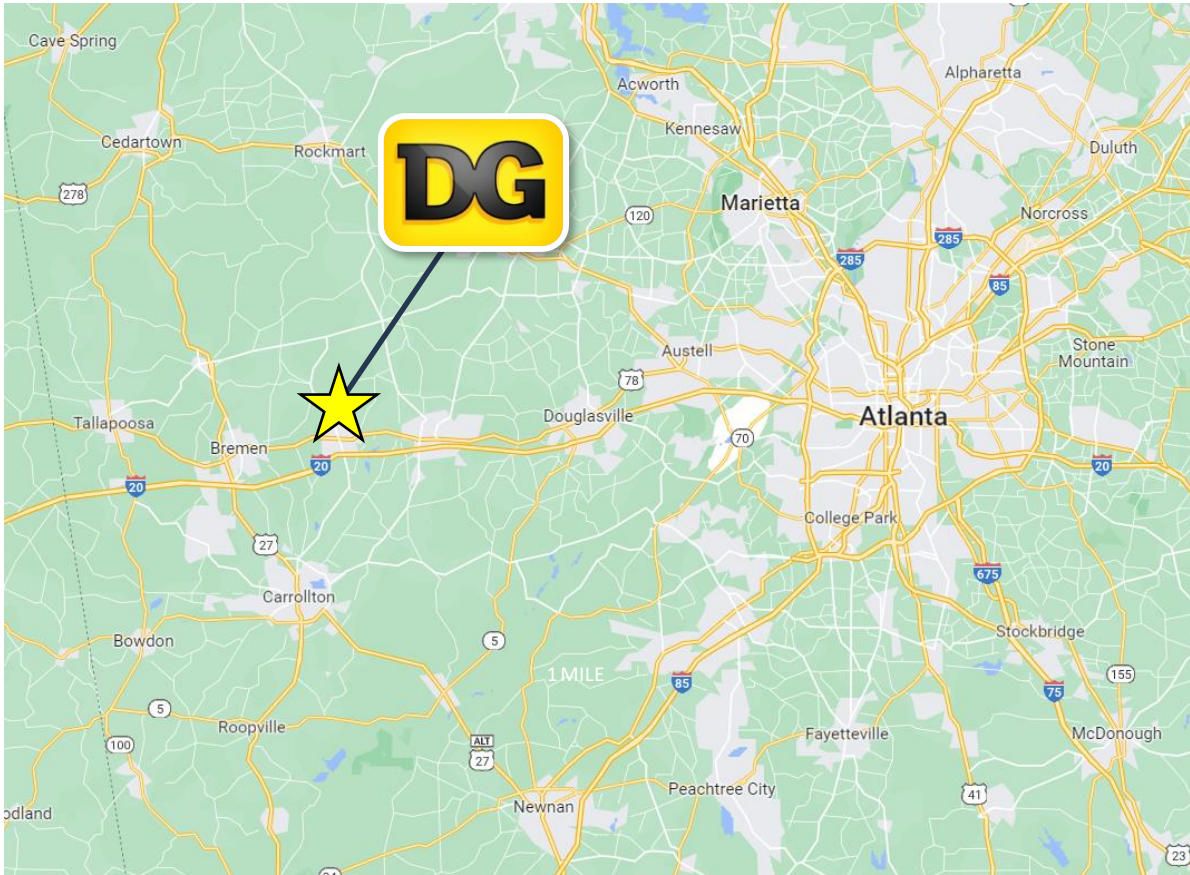 Cave Spring
Acworth
Alpharetta
Kennesaw
Cedartown
Rockmart
Duluth
DG
278
Marietta
120
Norcross
285
285
85
Stone
Mountain
Austell
78
Tallapoosa
Douglasville
Atlanta
70
Bremen
20
20
20
College Park
27
675
Carrollton
Bowdon
5
Stockbridge
1 MILE
85
155
75
5
Roopville
100
ALT
27
Fayetteville
McDonough
Peachtree City
41
Newnan
odland
23